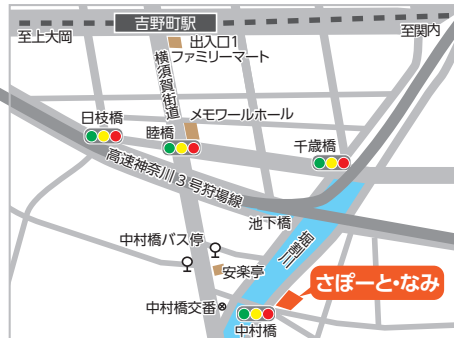 吉野町駅
至上大岡
至関内
出入口1
ファミリーマート
横須賀街道
メモワールホール
日枝橋
睦橋
千歳橋
高速神奈川3号狩場線
池下橋
堀割川
中村橋バス停
安楽亭
さぽーと・なみ
中村橋交番
中村橋